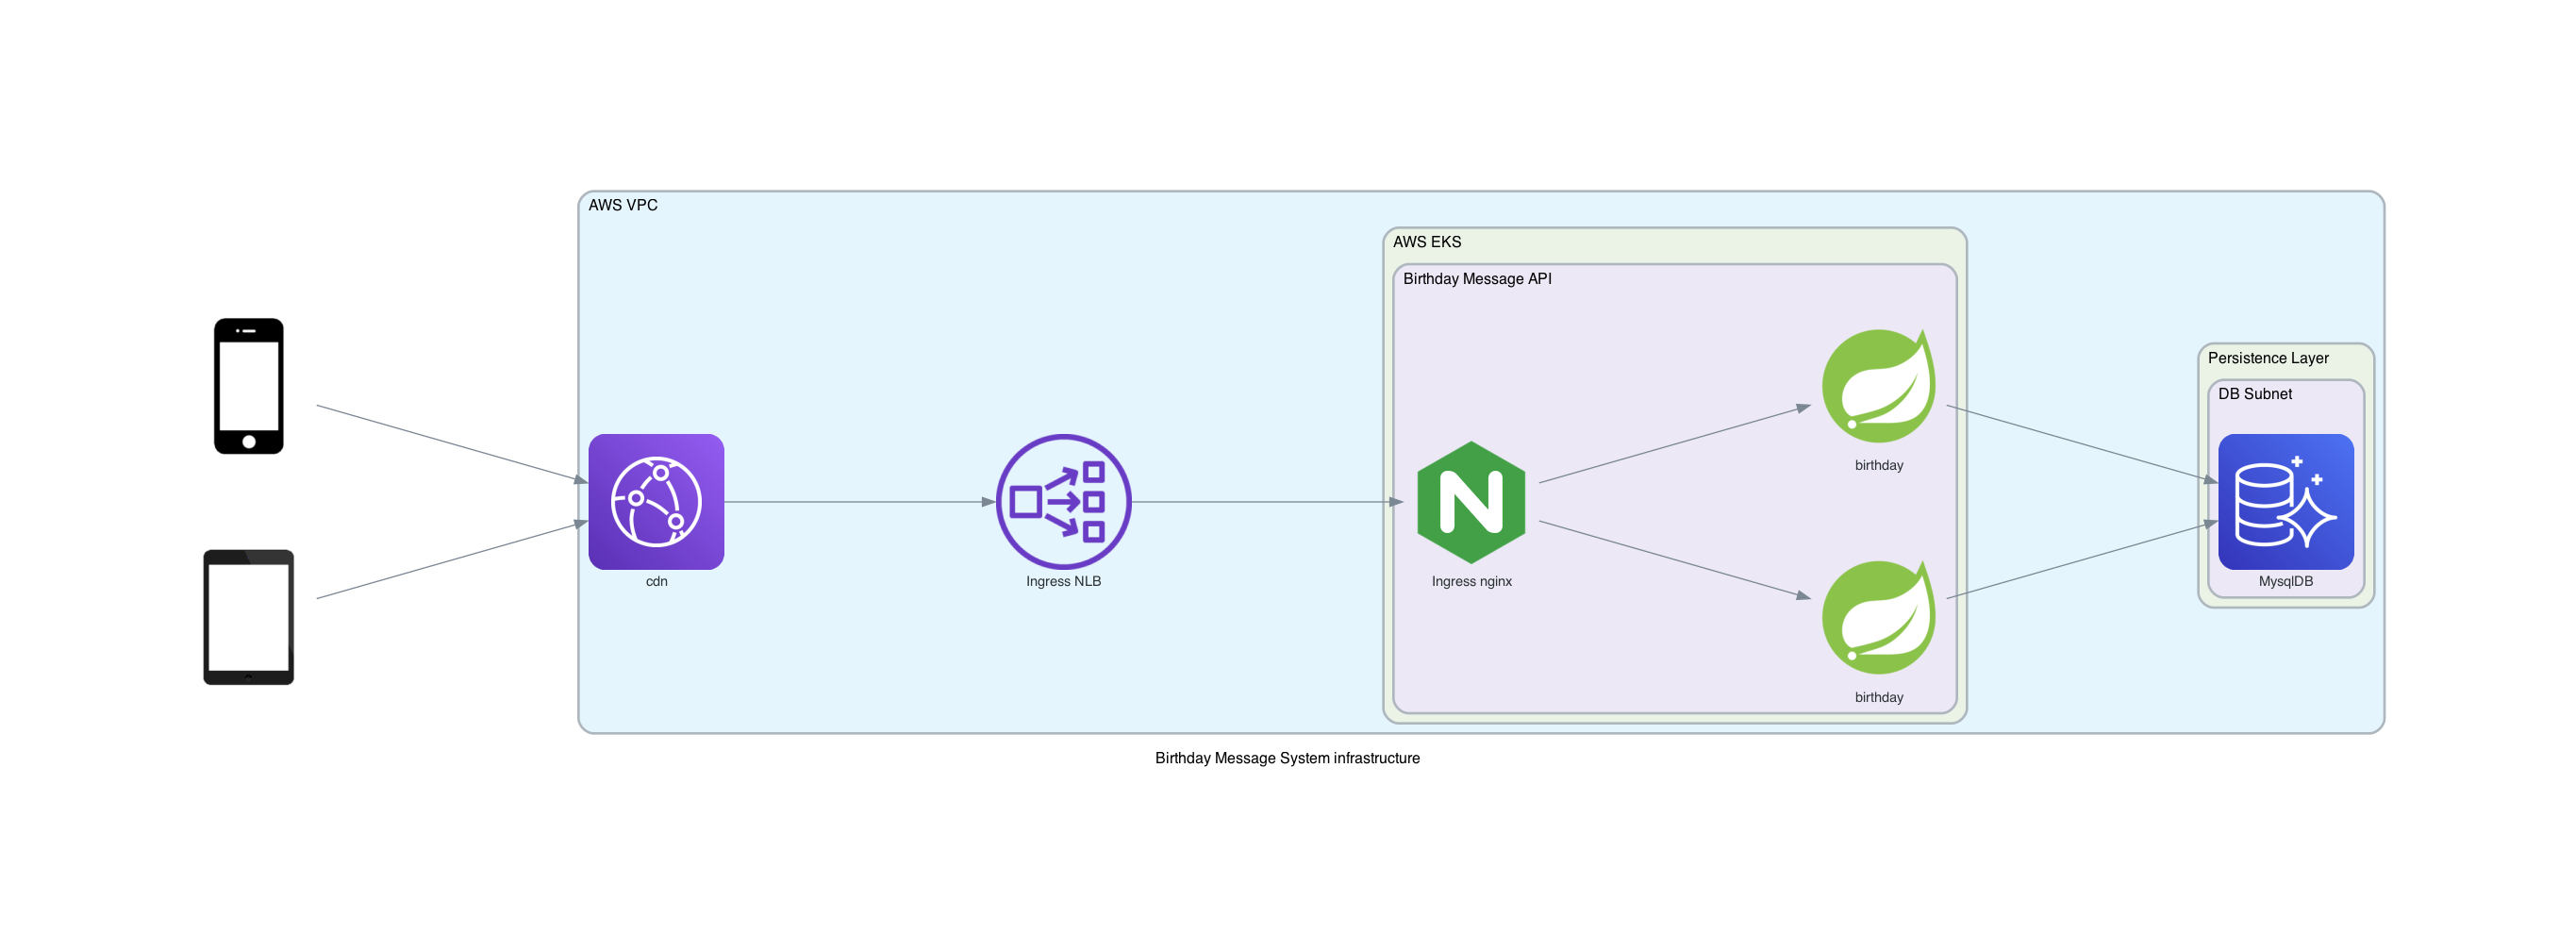 AWS VPC
AWS EKS
Birthday Message API
Persistence Layer
DB Subnet
birthday
cdn
Ingress NLB
Ingress nginx
MysqlDB
birthday
Birthday Message System infrastructure